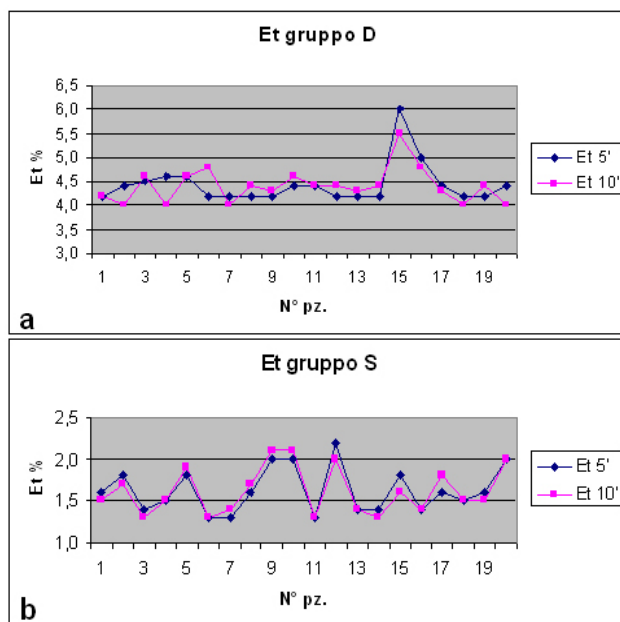 Et gruppo D
6,5
6,0
5,5
5,0
4,5
4,0
3,5
3,0
Et %
1 3 5 7 9 11 13 15 17 19
N° pz.
Et 5'
Et 10'
a
Et gruppo S
2,5
2,0
1,5
1,0
Et %
1 3 5 7 9 11 13 15 17 19
N° pz.
Et 5'
Et 10'
b